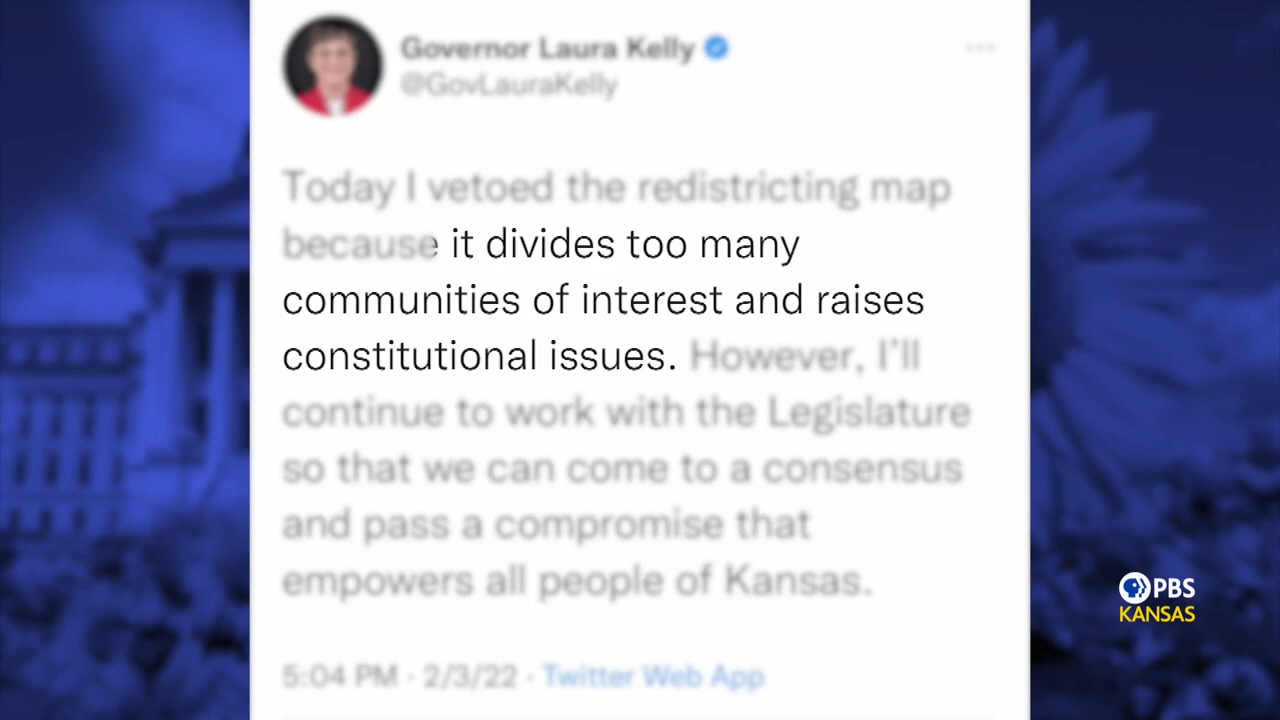 Governor Laura Kelly
@GovLauraKelly
Today I vetoed the redistricting map
because it divides too many
communities of interest and raises
constitutional issues. However, I'll
continue to work with the Legislature
so that we can come to a consensus
and pass a compromise that
empowers all people of Kansas.
5:04 PM · 2/3/22 · Twitter Web App
PBS
KANSAS